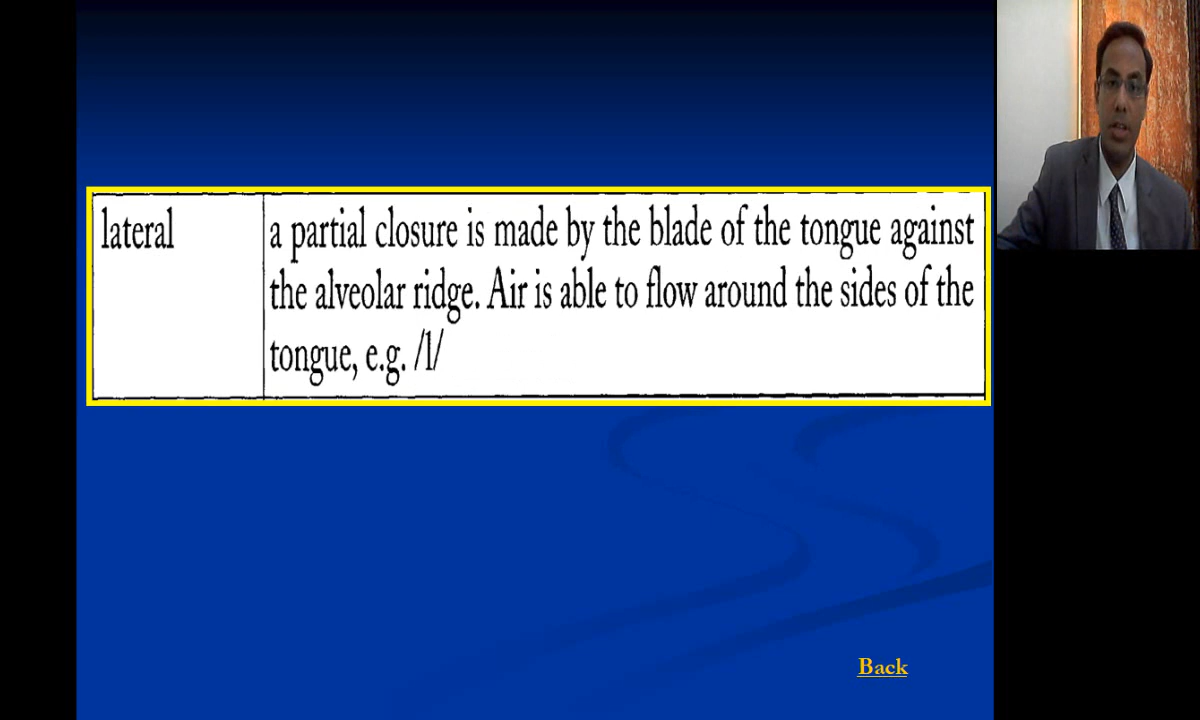 lateral
a partial closure is made by the blade of the tongue against
the alveolar ridge. Air is able to flow around the sides of the
tongue, e.g. /l/
Back